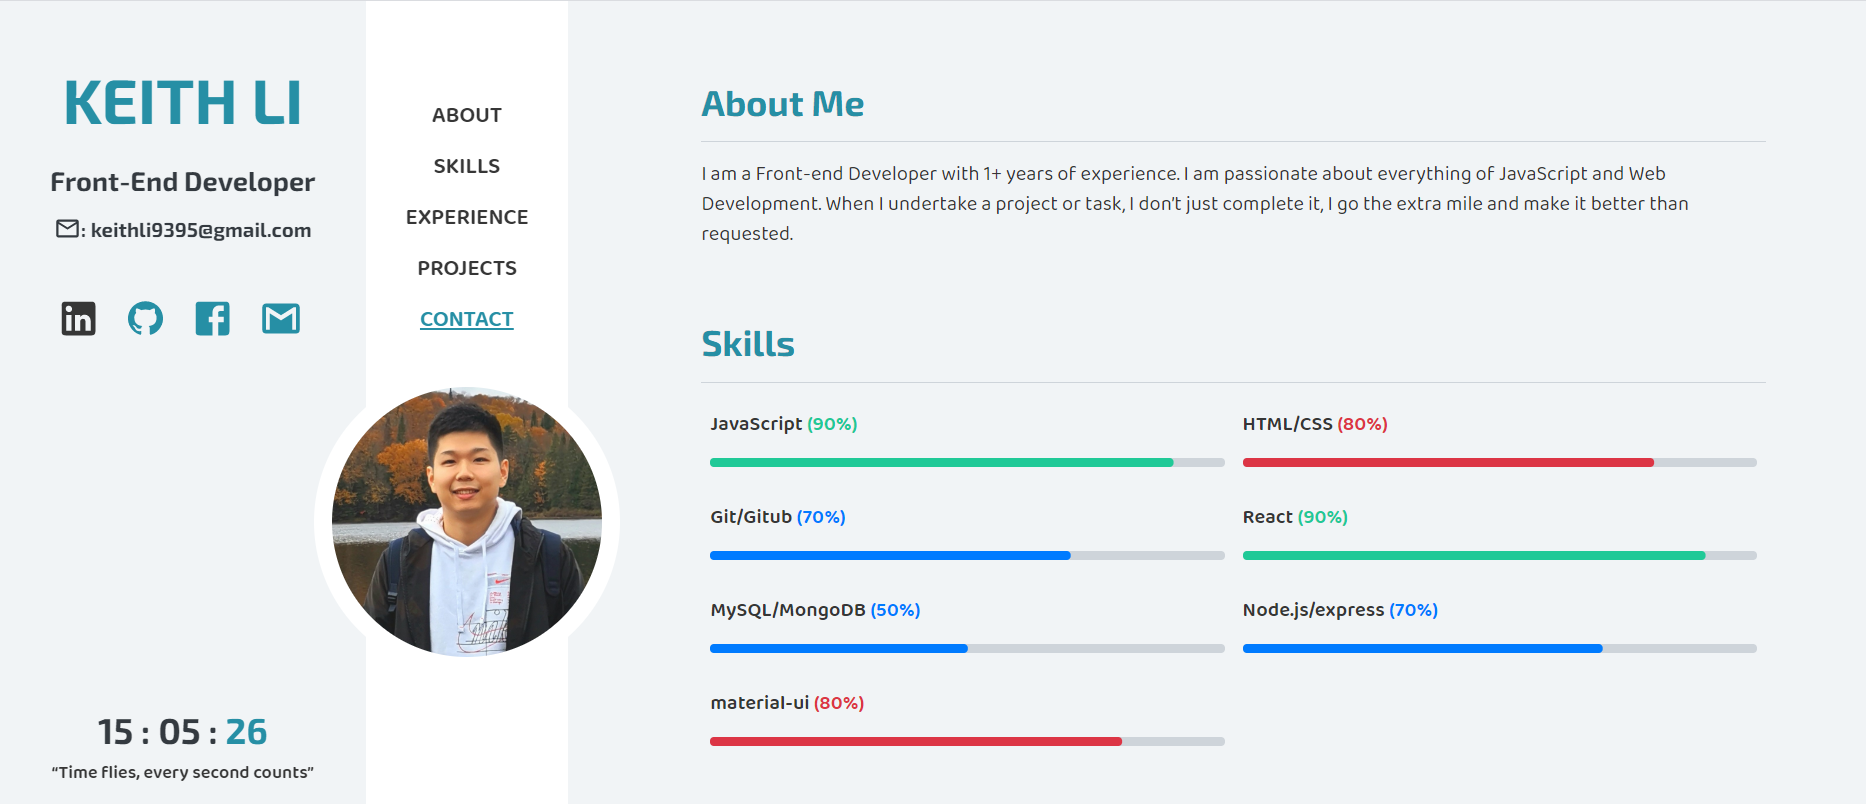 KEITH LI
Front-End Developer
: keithli9395@gmail.com
15 : 05 : 26
“Time flies, every second counts”
ABOUT
SKILLS
EXPERIENCE
PROJECTS
CONTACT
About Me
I am a Front-end Developer with 1+ years of experience. I am passionate about everything of JavaScript and Web
Development. When I undertake a project or task, I don’t just complete it, I go the extra mile and make it better than
requested.
Skills
JavaScript (90%)
HTML/CSS (80%)
Git/Gitub (70%)
React (90%)
MySQL/MongoDB (50%)
Node.js/express (70%)
material-ui (80%)